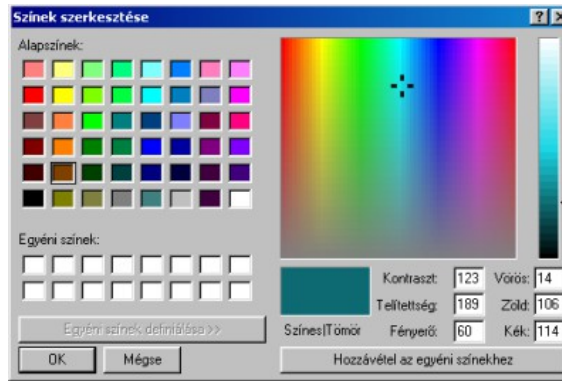 Színek szerkesztése
Alapszínek:
Egyéni színek:
Egyéni színek definiálása >>
OK
Mégse
Színes|Tömör
Kontraszt: 123
Telítettség: 189
Fényerő: 60
Vörös: 14
Zöld: 106
Kék: 114
Hozzávétel az egyéni színekhez